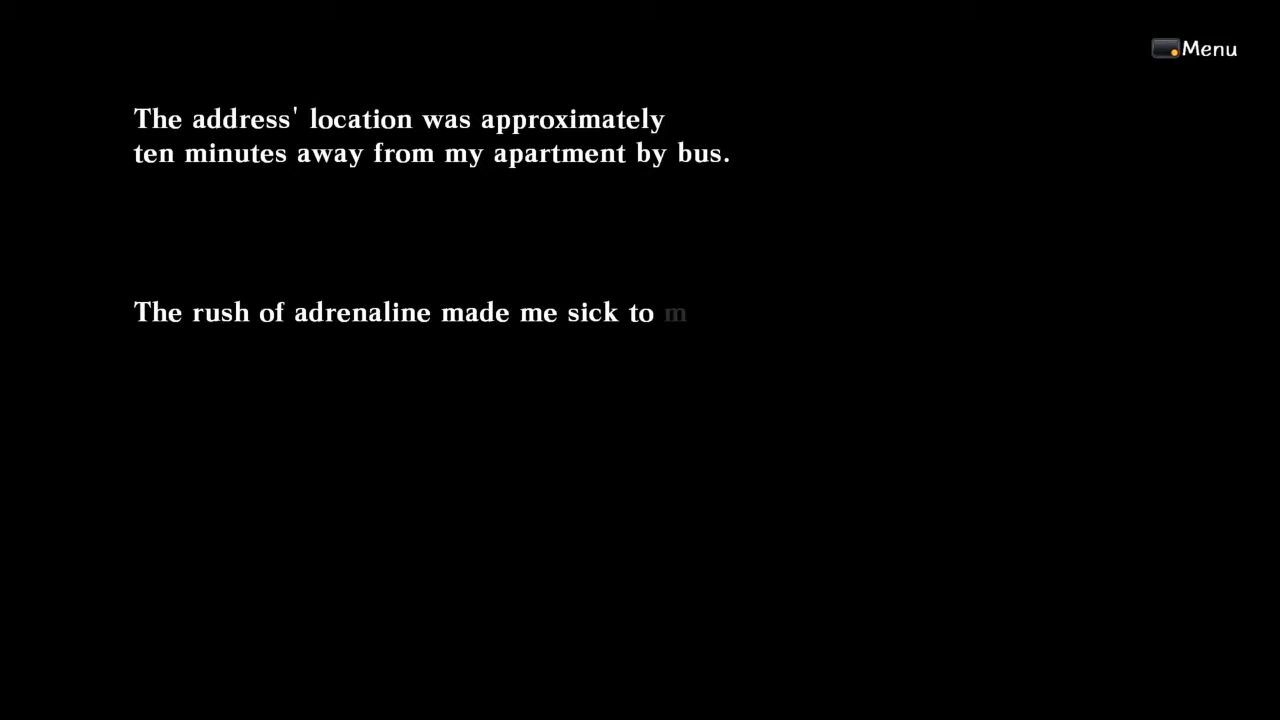 Menu
The address' location was approximately
ten minutes away from my apartment by bus.
The rush of adrenaline made me sick to m